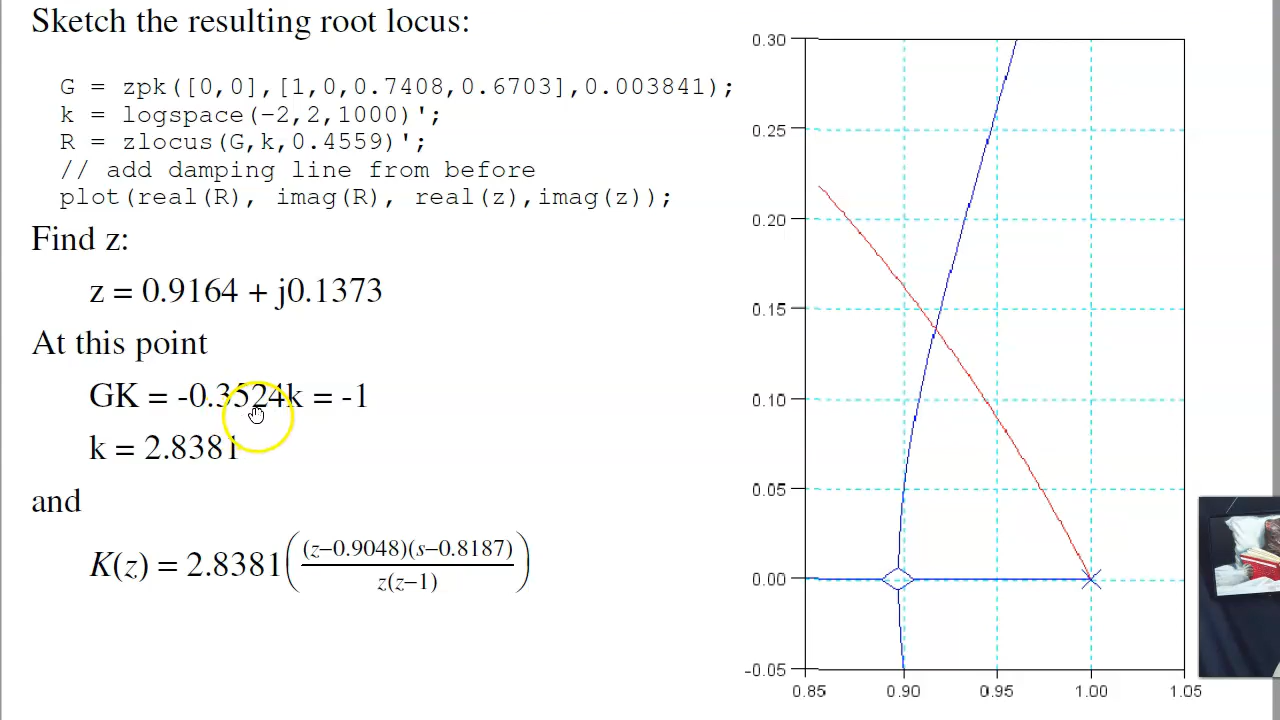 Sketch the resulting root locus:
G = zpk([0,0],[1,0,0.7408,0.6703],0.003841);
k = logspace(-2,2,1000)';
R = zlocus(G,k,0.4559)';
// add damping line from before
plot(real(R), imag(R), real(z),imag(z));
Find z:
z = 0.9164 + j0.1373
At this point
GK = -0.3524k = -1
k = 2.8381
and
K(z) = 2.8381((z−0.9048)(s−0.8187)/z(z−1))
0.30
0.25
0.20
0.15
0.10
0.05
0.00
-0.05
0.85 0.90 0.95 1.00 1.05